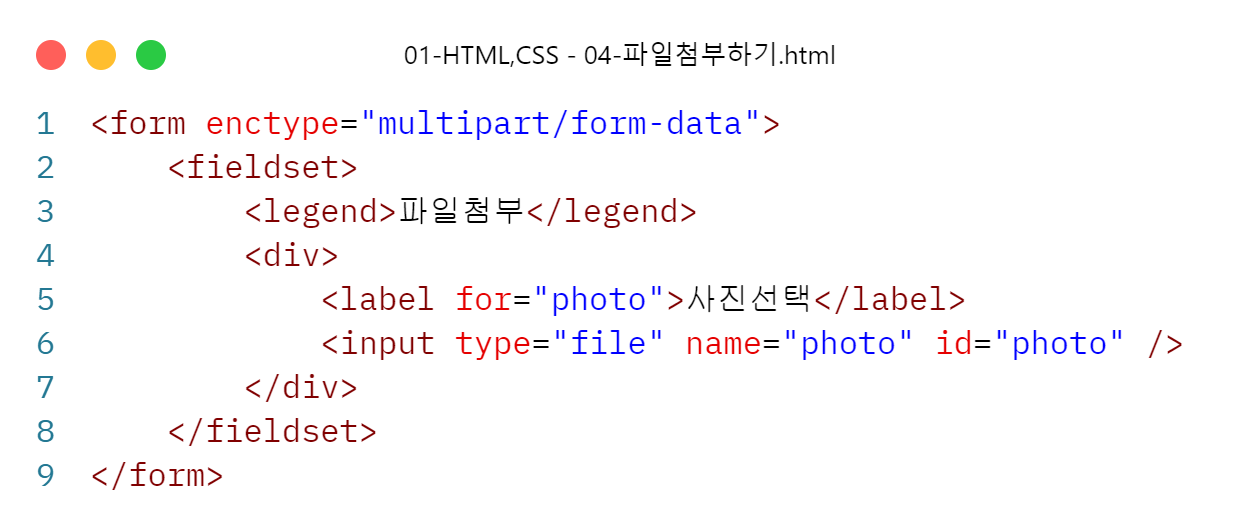 01-HTML,CSS - 04-파일첨부하기.html
1 <form enctype="multipart/form-data">
2     <fieldset>
3         <legend>파일첨부</legend>
4         <div>
5             <label for="photo">사진선택</label>
6             <input type="file" name="photo" id="photo" />
7         </div>
8     </fieldset>
9 </form>